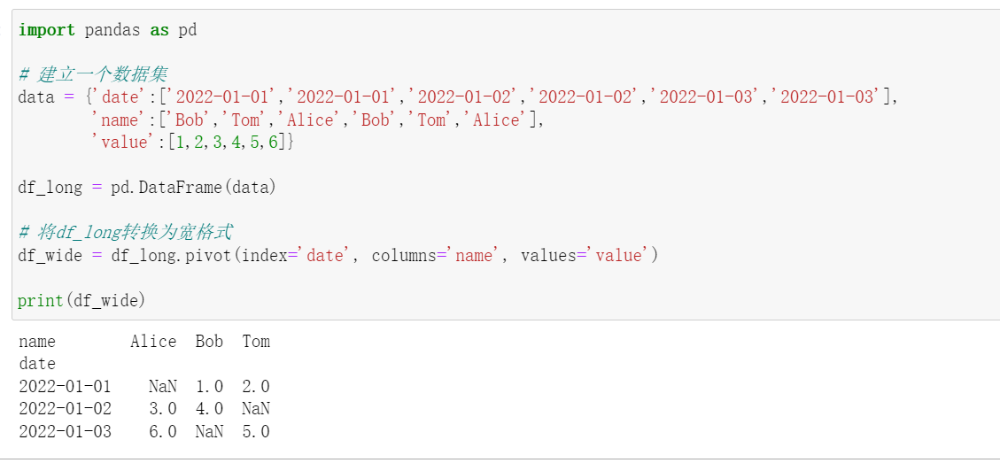 import pandas as pd
# 建立一个数据集
data = {'date':['2022-01-01','2022-01-01','2022-01-02','2022-01-02','2022-01-03','2022-01-03'],
        'name':['Bob','Tom','Alice','Bob','Tom','Alice'],
        'value':[1,2,3,4,5,6]}
df_long = pd.DataFrame(data)
# 将df_long转换为宽格式
df_wide = df_long.pivot(index='date', columns='name', values='value')
print(df_wide)
name        Alice  Bob  Tom
date
2022-01-01    NaN  1.0  2.0
2022-01-02    3.0  4.0  NaN
2022-01-03    6.0  NaN  5.0